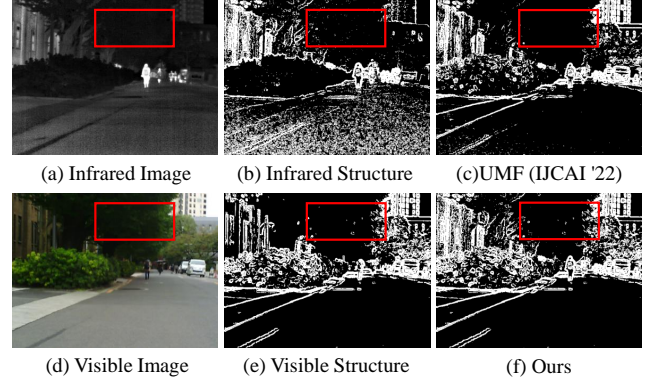 (a) Infrared Image
(b) Infrared Structure
(c)UMF (IJCAI '22)
(d) Visible Image
(e) Visible Structure
(f) Ours